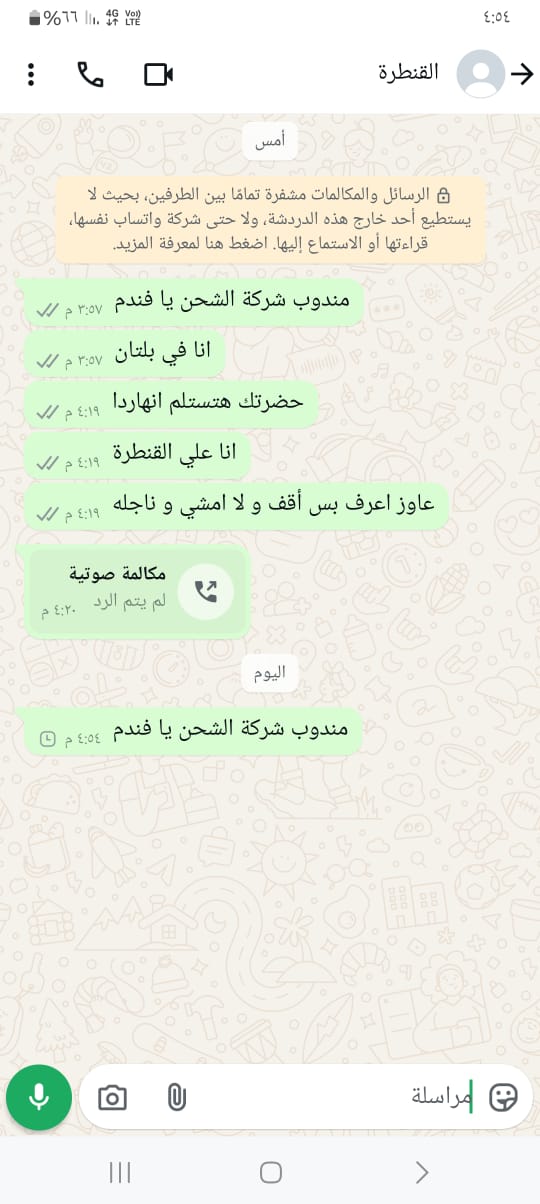 %٦٦ 4G Vo)) LTE ٤:٥٤
القنطرة
أمس
الرسائل والمكالمات مشفرة تمامًا بين الطرفين، بحيث لا
يستطيع أحد خارج هذه الدردشة، ولا حتى شركة واتساب نفسها،
قراءتها أو الاستماع إليها. اضغط هنا لمعرفة المزيد.
مندوب شركة الشحن يا فندم ٣:٥٧ م
انا في بلتان ٣:٥٧ م
حضرتك هتستلم انهاردا ٤:١٩ م
انا علي القنطرة ٤:١٩ م
عاوز اعرف بس أقف و لا امشي و ناجله ٤:١٩ م
مكالمة صوتية
لم يتم الرد ٤:٢٠ م
اليوم
مندوب شركة الشحن يا فندم ٤:٥٤ م
مراسلة